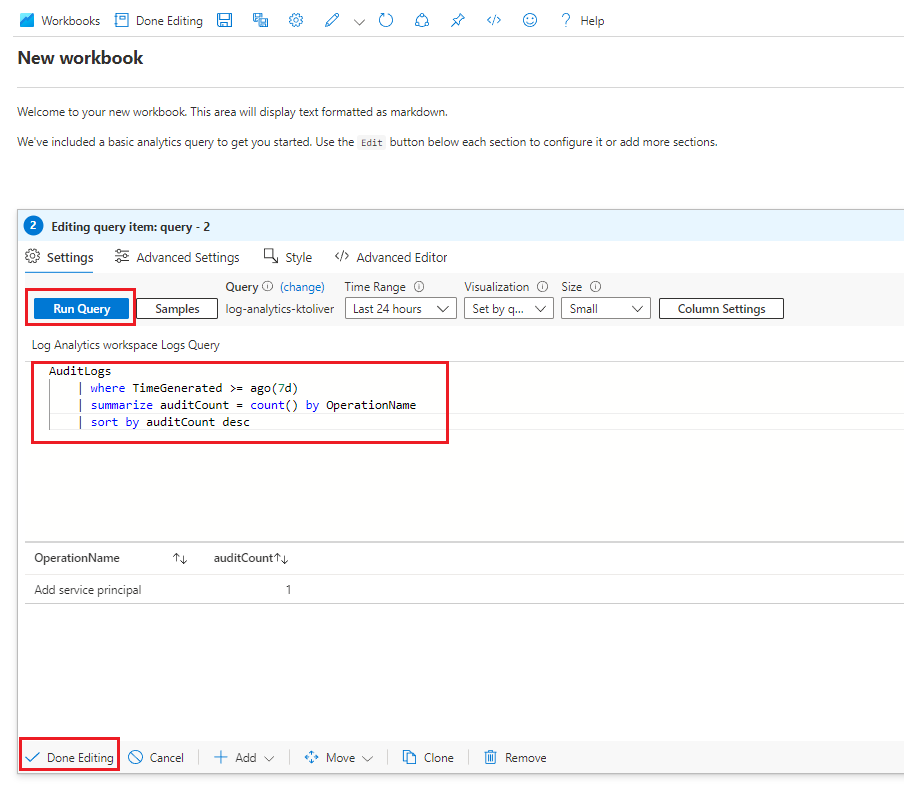 Workbooks Done Editing Help
New workbook
Welcome to your new workbook. This area will display text formatted as markdown.
We've included a basic analytics query to get you started. Use the Edit button below each section to configure it or add more sections.
2 Editing query item: query - 2
Settings Advanced Settings Style Advanced Editor
Query (change) Time Range Visualization Size
Run Query Samples log-analytics-ktoliver Last 24 hours Set by q... Small Column Settings
Log Analytics workspace Logs Query
AuditLogs
| where TimeGenerated >= ago(7d)
| summarize auditCount = count() by OperationName
| sort by auditCount desc
OperationName auditCount
Add service principal 1
Done Editing Cancel Add Move Clone Remove